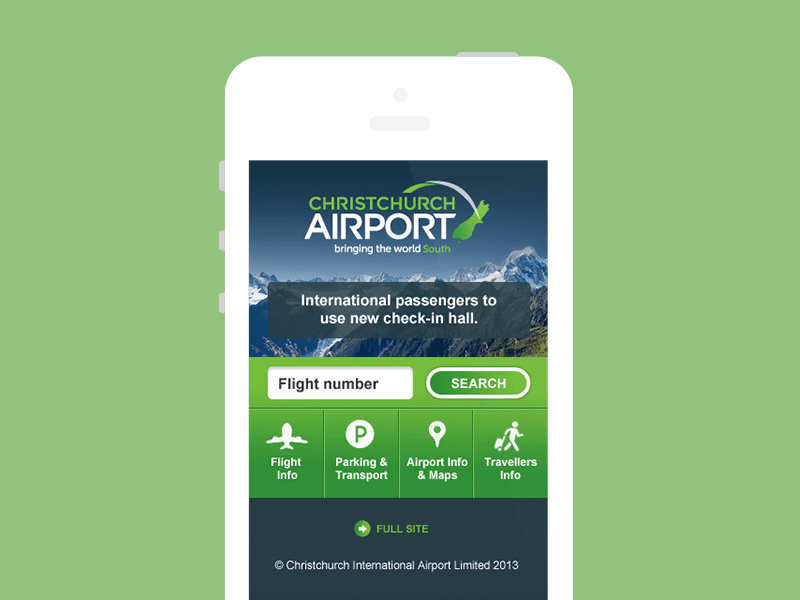 CHRISTCHURCH
AIRPORT
bringing the world South
International passengers to
use new check-in hall.
Flight number
SEARCH
P
Flight
Info
Parking &
Transport
Airport Info
& Maps
Travellers
Info
FULL SITE
© Christchurch International Airport Limited 2013